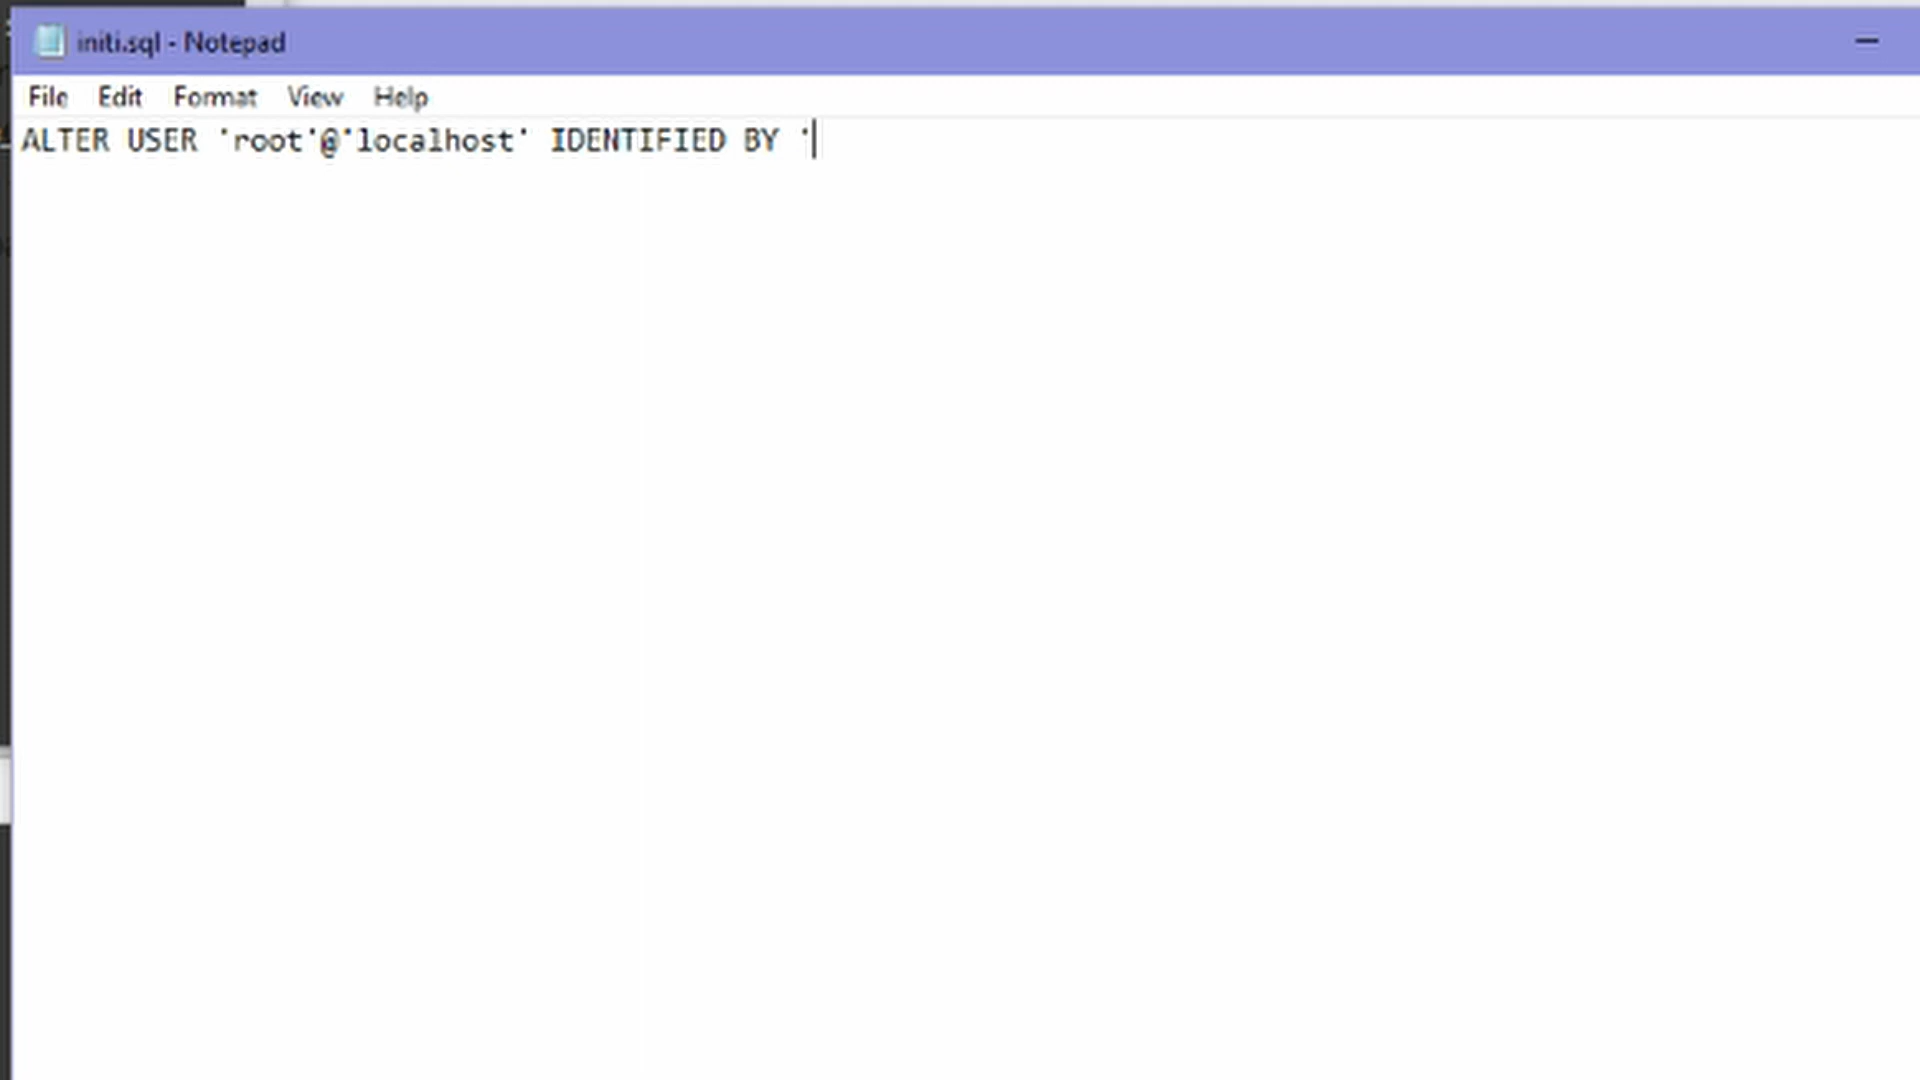 initi.sql - Notepad
File Edit Format View Help
ALTER USER 'root'@'localhost' IDENTIFIED BY '